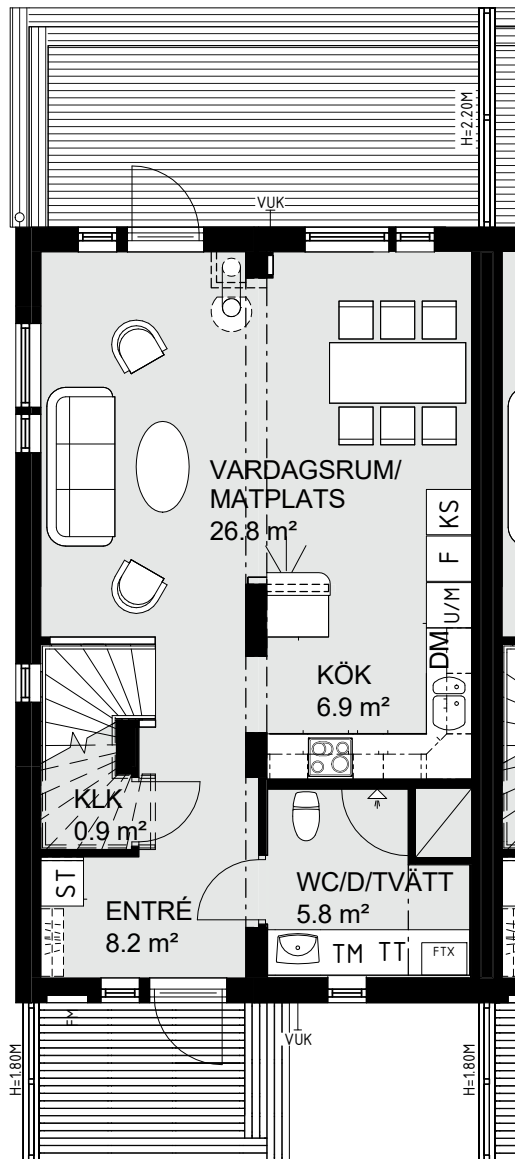 H=2.20M
VUK
VARDAGSRUM/
MATPLATS
26.8 m²
KS
F
U/M
DM
KÖK
6.9 m²
KLK
0.9 m²
ST
ENTRÉ
8.2 m²
WC/D/TVÄTT
5.8 m²
TM TT FTX
FM
VUK
H=1.80M
H=1.80M